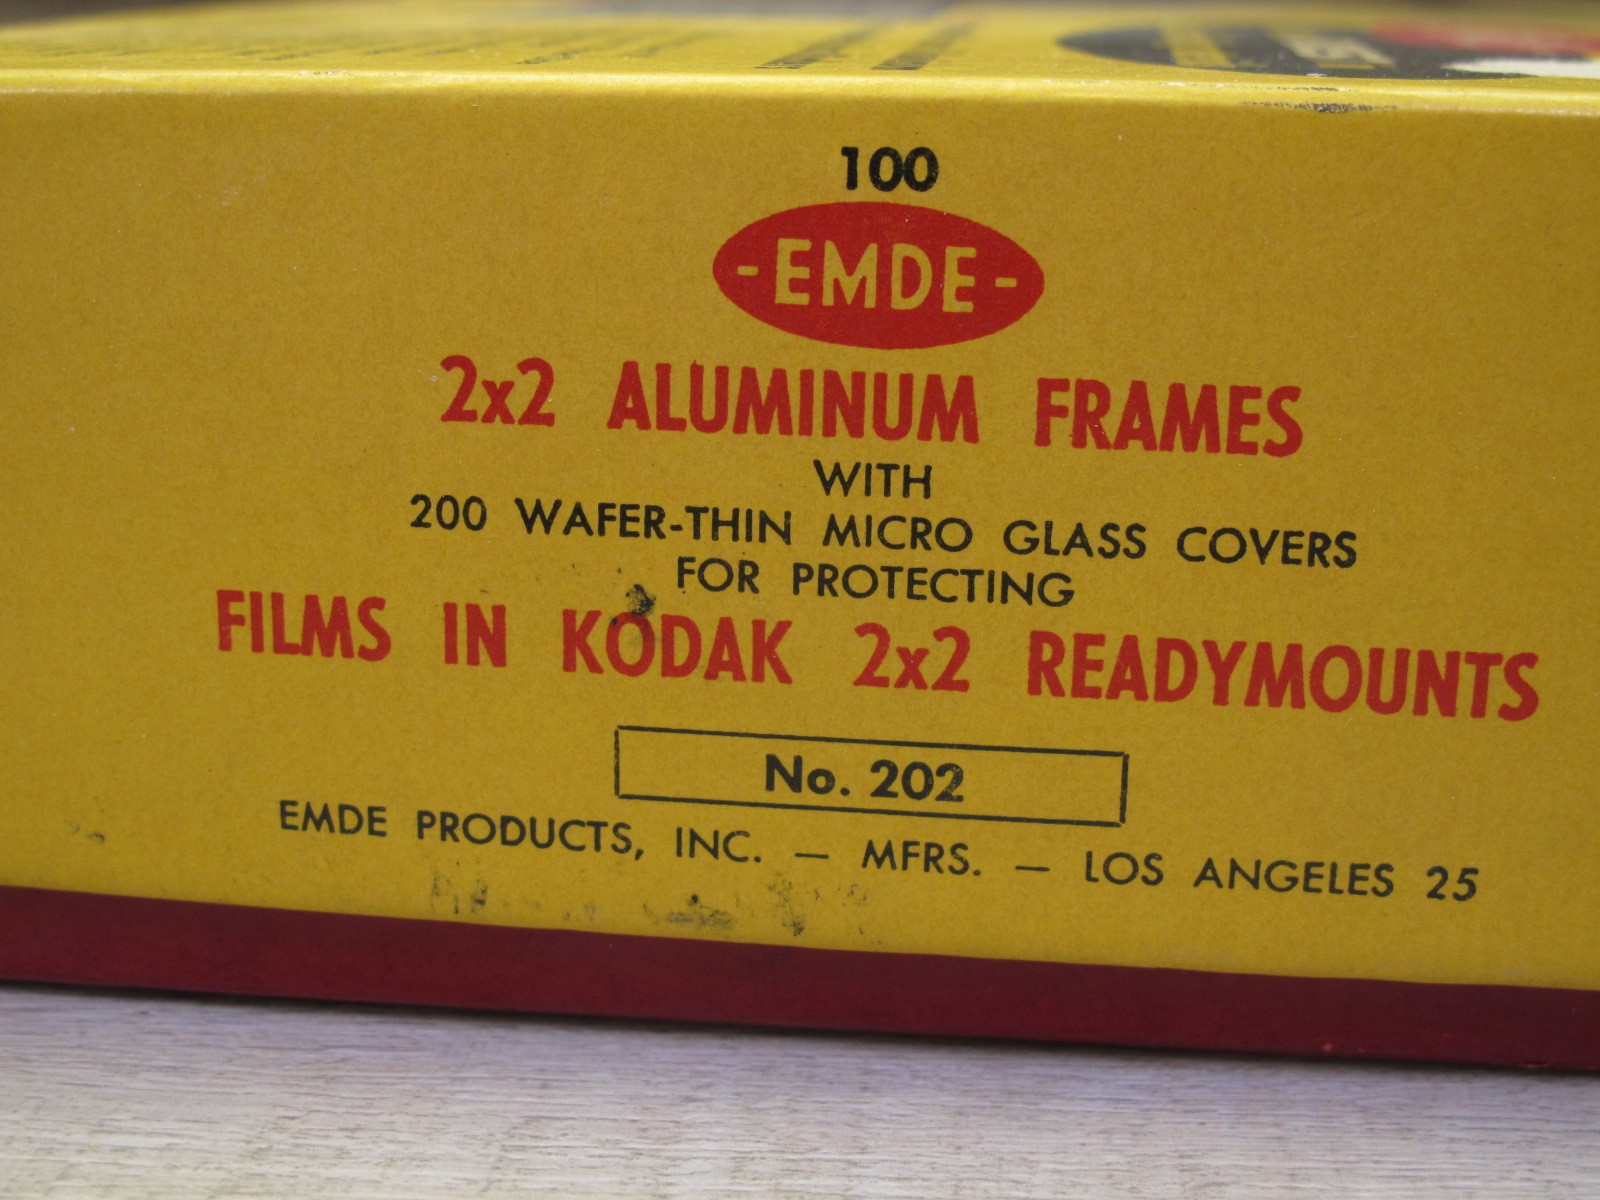 100
-EMDE-
2x2 ALUMINUM FRAMES
WITH
200 WAFER-THIN MICRO GLASS COVERS
FOR PROTECTING
FILMS IN KODAK 2x2 READYMOUNTS
No. 202
EMDE PRODUCTS, INC. — MFRS. — LOS ANGELES 25